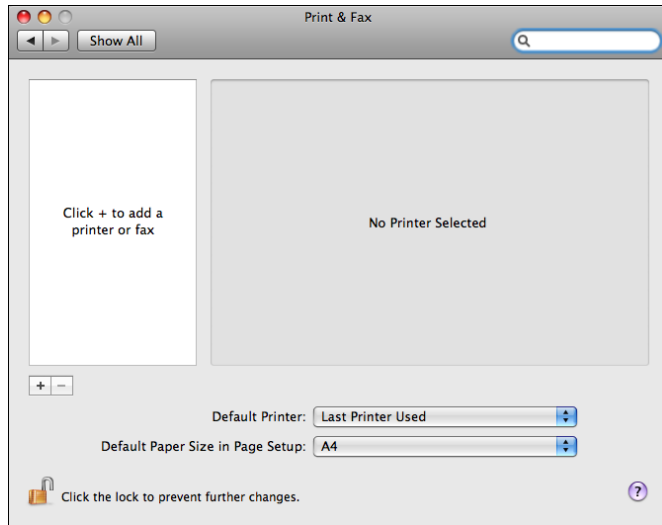 Print & Fax
Show All
Click + to add a
printer or fax
No Printer Selected
+ −
Default Printer: Last Printer Used
Default Paper Size in Page Setup: A4
Click the lock to prevent further changes.
?